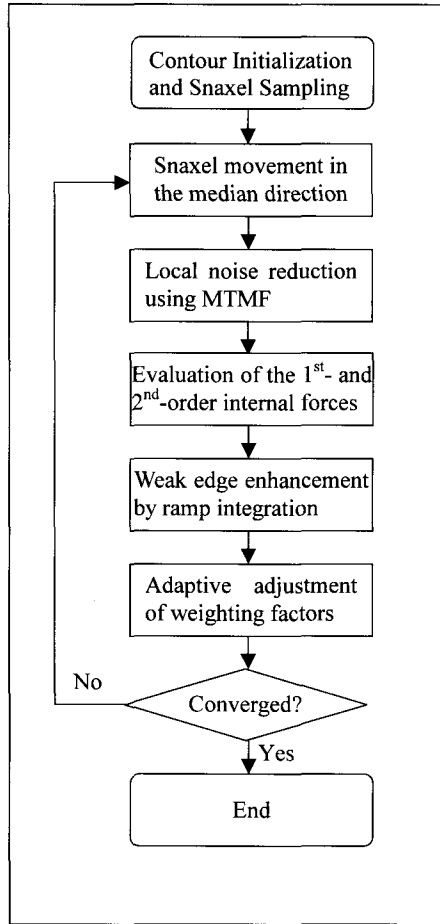 Contour Initialization
and Snaxel Sampling
Snaxel movement in
the median direction
Local noise reduction
using MTMF
Evaluation of the 1st- and
2nd-order internal forces
Weak edge enhancement
by ramp integration
Adaptive adjustment
of weighting factors
No
Converged?
Yes
End